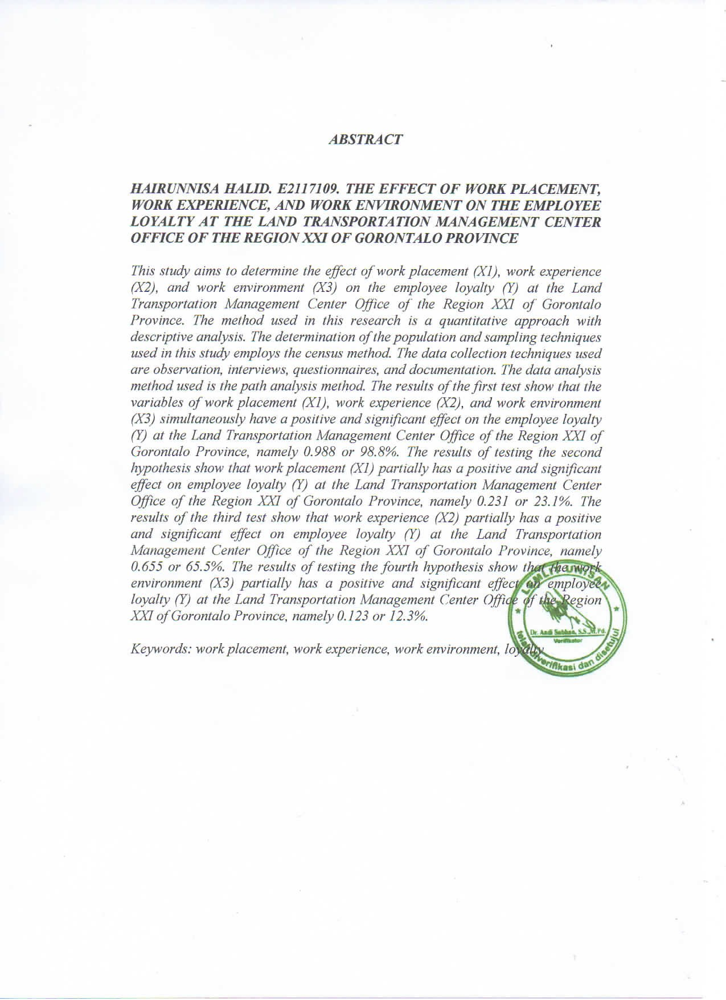 ABSTRACT
HAIRUNNISA HALID. E2117109. THE EFFECT OF WORK PLACEMENT,
WORK EXPERIENCE, AND WORK ENVIRONMENT ON THE EMPLOYEE
LOYALTY AT THE LAND TRANSPORTATION MANAGEMENT CENTER
OFFICE OF THE REGION XXI OF GORONTALO PROVINCE
This study aims to determine the effect of work placement (X1), work experience
(X2), and work environment (X3) on the employee loyalty (Y) at the Land
Transportation Management Center Office of the Region XXI of Gorontalo
Province. The method used in this research is a quantitative approach with
descriptive analysis. The determination of the population and sampling techniques
used in this study employs the census method. The data collection techniques used
are observation, interviews, questionnaires, and documentation. The data analysis
method used is the path analysis method. The results of the first test show that the
variables of work placement (X1), work experience (X2), and work environment
(X3) simultaneously have a positive and significant effect on the employee loyalty
(Y) at the Land Transportation Management Center Office of the Region XXI of
Gorontalo Province, namely 0.988 or 98.8%. The results of testing the second
hypothesis show that work placement (X1) partially has a positive and significant
effect on employee loyalty (Y) at the Land Transportation Management Center
Office of the Region XXI of Gorontalo Province, namely 0.231 or 23.1%. The
results of the third test show that work experience (X2) partially has a positive
and significant effect on employee loyalty (Y) at the Land Transportation
Management Center Office of the Region XXI of Gorontalo Province, namely
0.655 or 65.5%. The results of testing the fourth hypothesis show that the work
environment (X3) partially has a positive and significant effect on employee
loyalty (Y) at the Land Transportation Management Center Office of the Region
XXI of Gorontalo Province, namely 0.123 or 12.3%.
Keywords: work placement, work experience, work environment, loyalty
LEMLIT UNISAN
Dr. Andi Subhan, S.S.,M.Pd.
Verifikator
telah diverifikasi dan disetujui